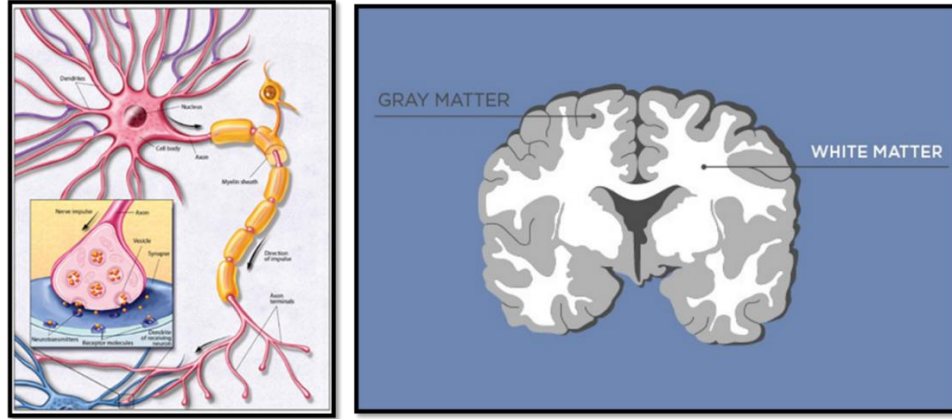 Dendrites
Nucleus
Cell body
Axon
Myelin sheath
Nerve impulse
Axon
Vesicle
Synapse
Direction
of impulse
Axon
terminals
Neurotransmitters
Receptor molecules
Dendrite
of receiving
neuron
GRAY MATTER
WHITE MATTER